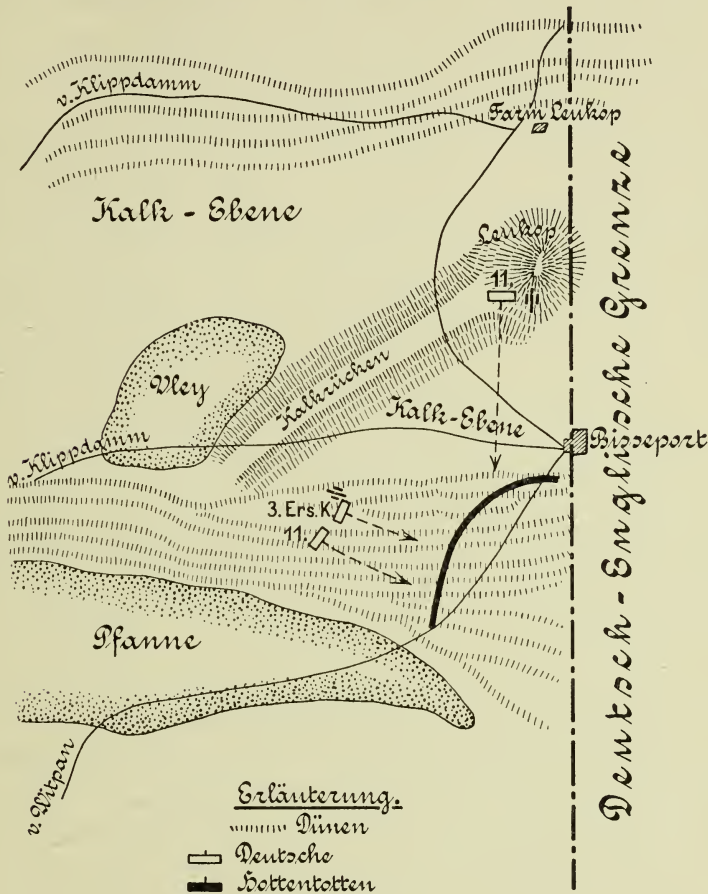 v. Klippdamm
Farm Leukop
Kalk - Ebene
Leukop
11.
Vley
Kalkrücken
Kalk-Ebene
v. Klippdamm
Bisseport
3. Ers. K.
11.
Pfanne
v. Witpan
Deutsch - Englische Grenze
Erläuterung.
Dünen
Deutsche
Hottentotten